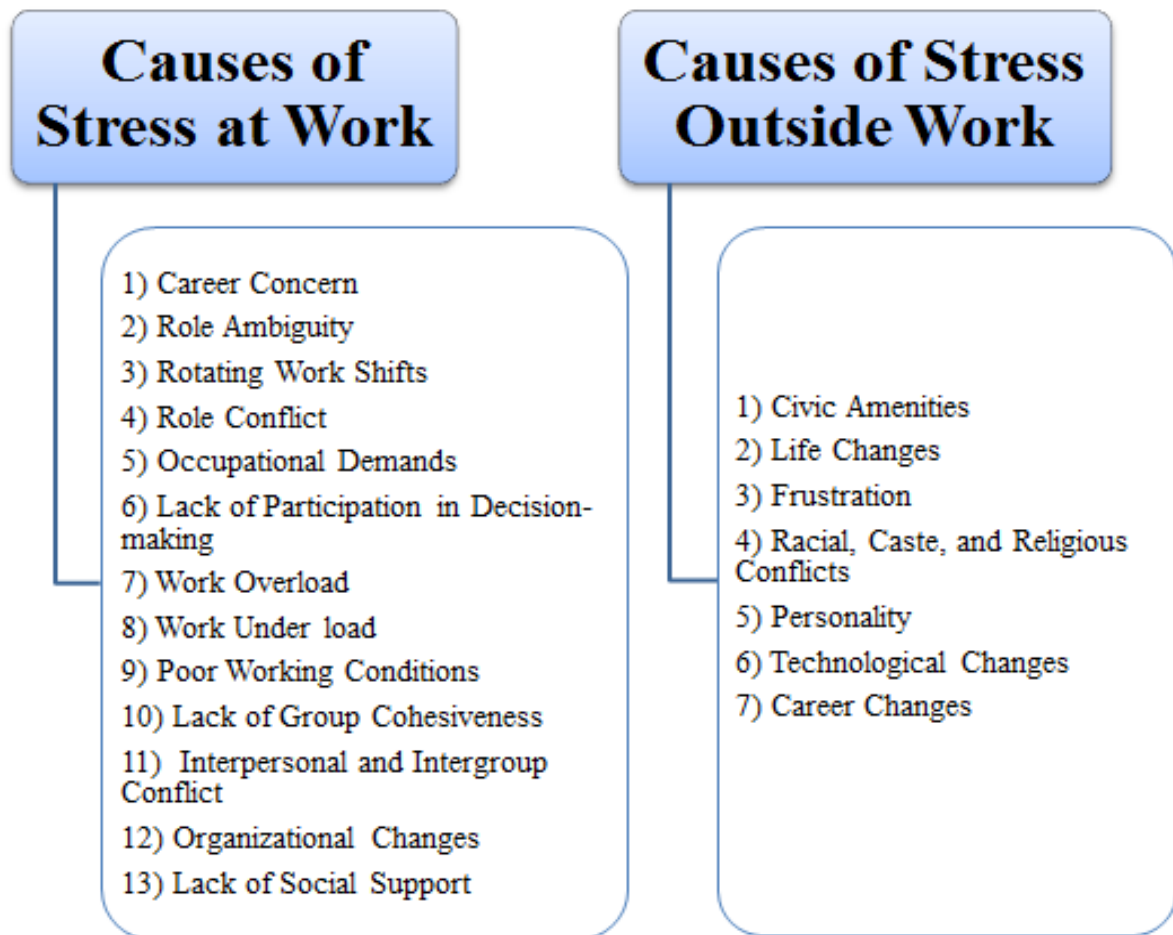 Causes of
Stress at Work
1) Career Concern
2) Role Ambiguity
3) Rotating Work Shifts
4) Role Conflict
5) Occupational Demands
6) Lack of Participation in Decision-
making
7) Work Overload
8) Work Under load
9) Poor Working Conditions
10) Lack of Group Cohesiveness
11) Interpersonal and Intergroup
Conflict
12) Organizational Changes
13) Lack of Social Support
Causes of Stress
Outside Work
1) Civic Amenities
2) Life Changes
3) Frustration
4) Racial, Caste, and Religious
Conflicts
5) Personality
6) Technological Changes
7) Career Changes